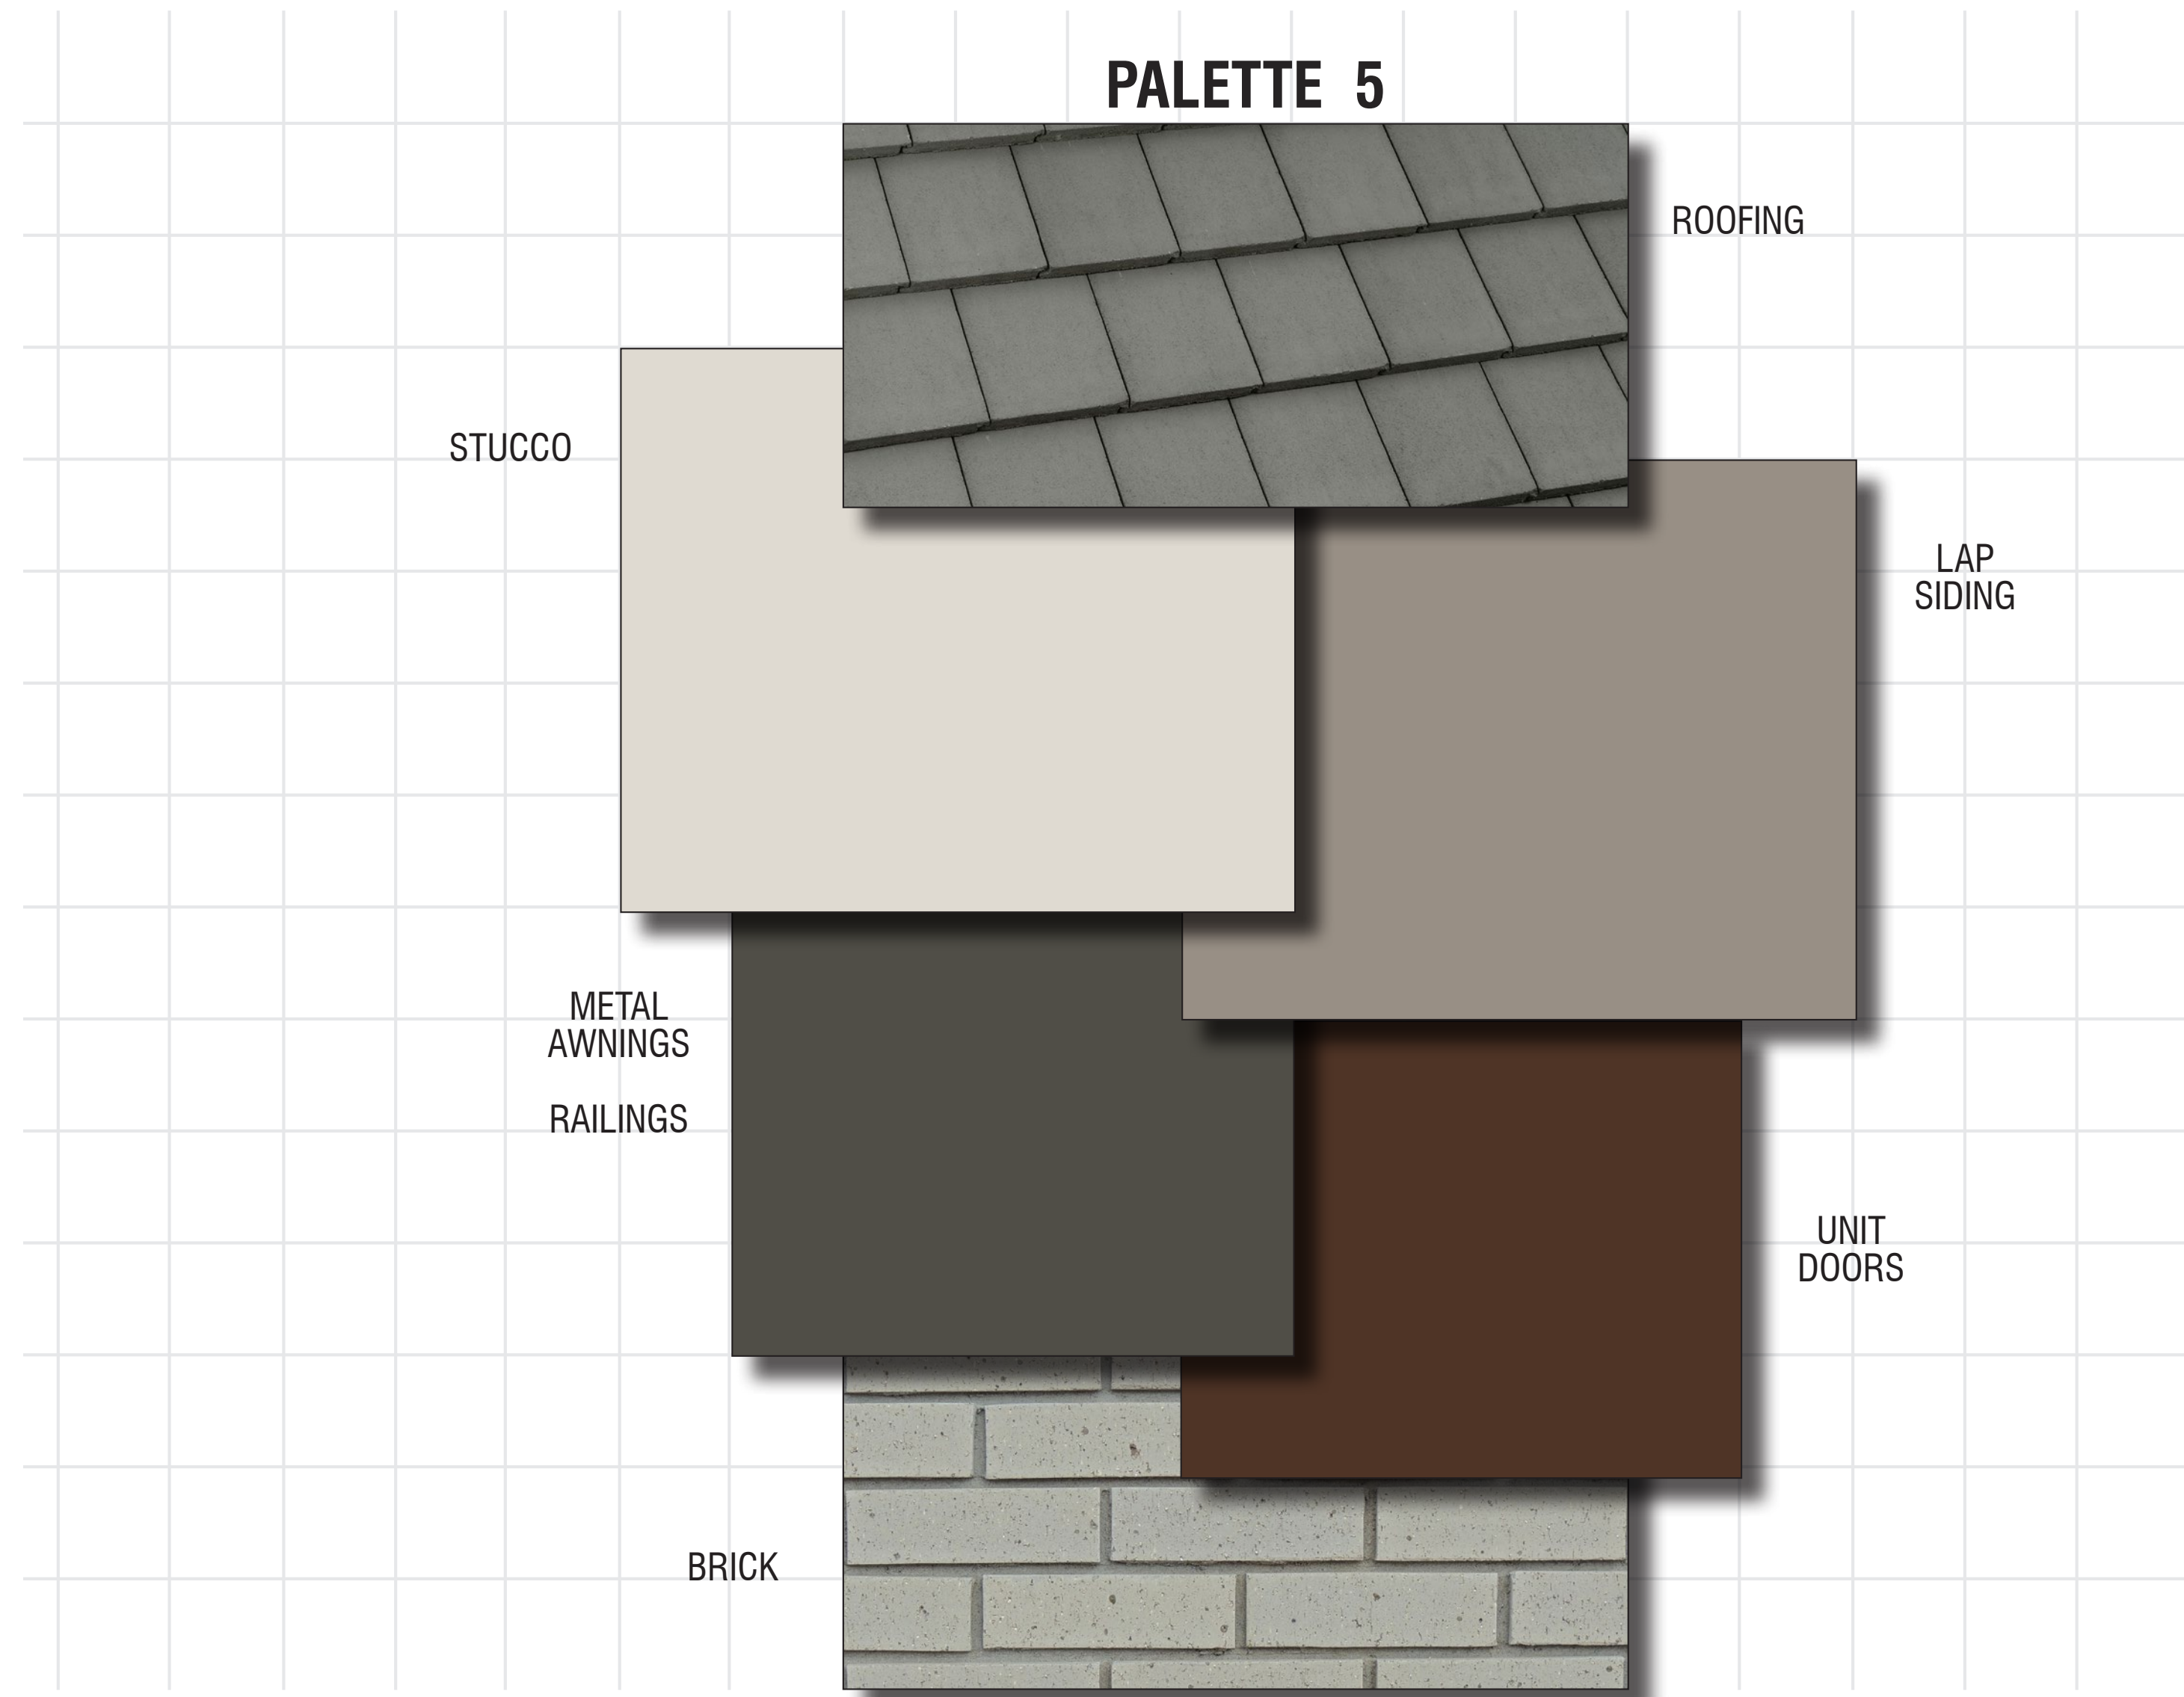 PALETTE 5
ROOFING
STUCCO
LAP
SIDING
METAL
AWNINGS
RAILINGS
UNIT
DOORS
BRICK